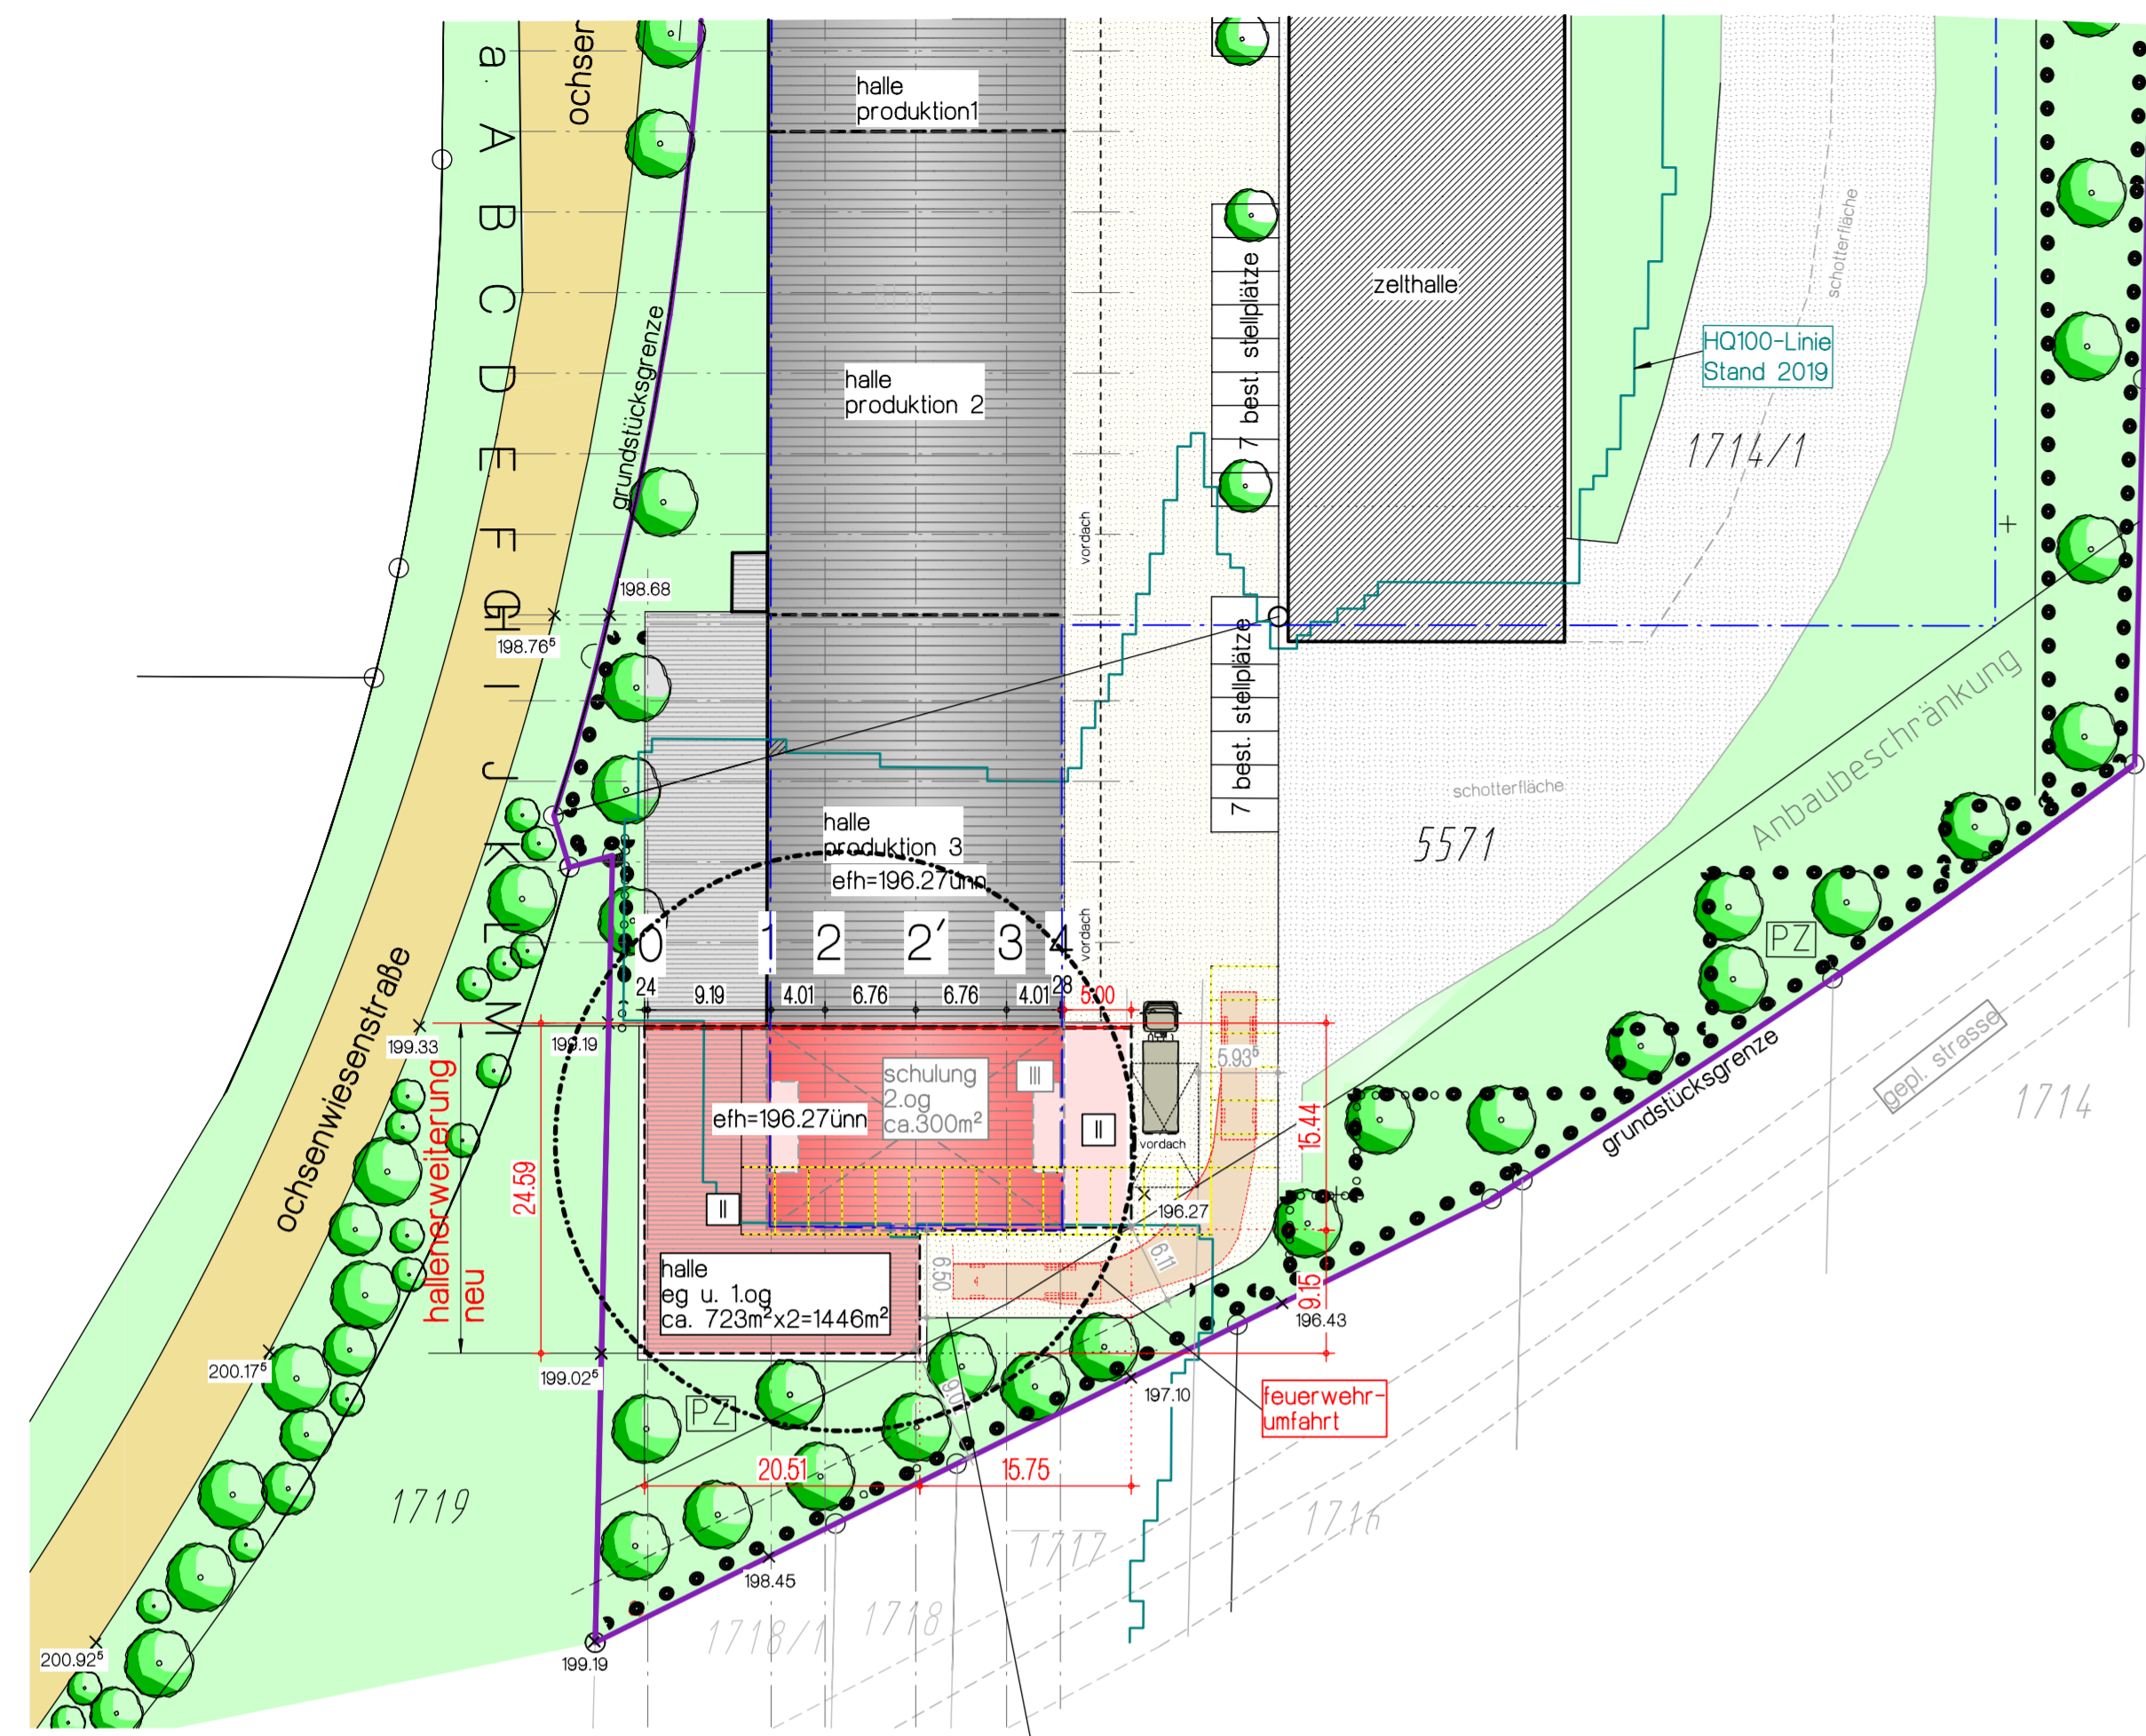 ochser
a.
A
B
C
D
E
F
G
H
I
J
K
L
M
halle
produktion1
halle
produktion 2
grundstücksgrenze
7 best. stellplätze
zelthalle
schotterfläche
HQ100-Linie
Stand 2019
1714/1
vordach
198.68
198.76⁵
7 best. stellplätze
schotterfläche
5571
Anbaubeschränkung
halle
produktion 3
efh=196.27ünn
0 1 2 2' 3 4
vordach
24 9.19 4.01 6.76 6.76 4.01 28 5.00
PZ
ochsenwiesenstraße
199.33
199.19
hallenerweiterung
neu
24.59
efh=196.27ünn
schulung
2.og
ca.300m²
III
II
II
vordach
5.93⁵
15.44
196.27
6.11
6.50
9.15
196.43
grundstücksgrenze
gepl. strasse
1714
halle
eg u. 1.og
ca. 723m²x2=1446m²
200.17⁵
199.02⁵
PZ
197.10
feuerwehr-
umfahrt
20.51
15.75
1719
1717
1716
198.45
1718/1
1718
200.92⁵
199.19